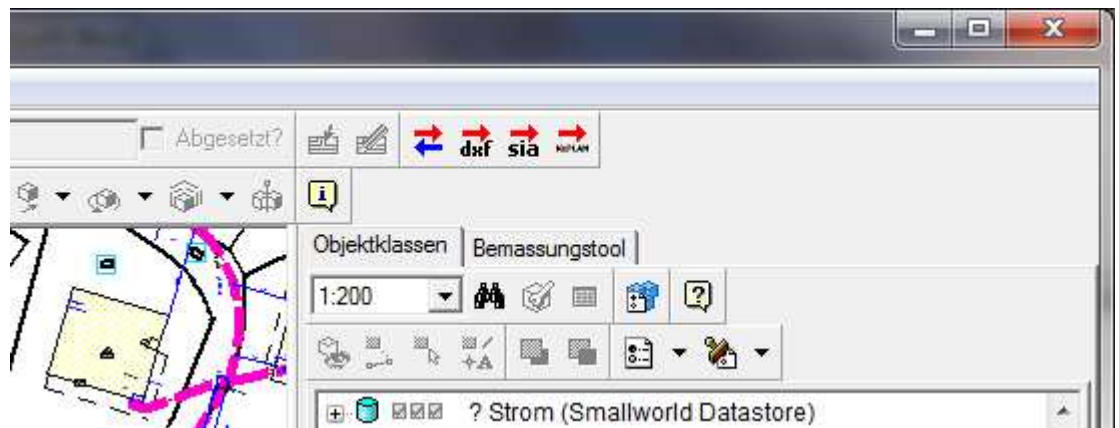 Abgesetzt?
dxf sia
Objektklassen Bemassungstool
1:200
? Strom (Smallworld Datastore)